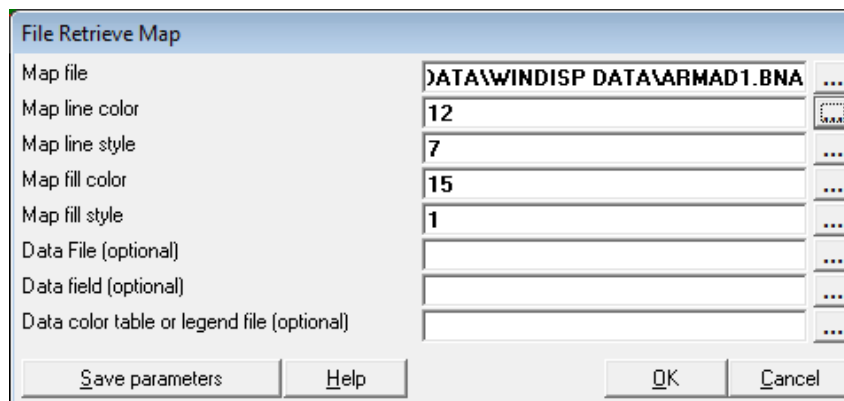 File Retrieve Map
Map file DATA\WINDISP DATA\ARMAD1.BNA ...
Map line color 12 ...
Map line style 7 ...
Map fill color 15 ...
Map fill style 1 ...
Data File (optional) ...
Data field (optional) ...
Data color table or legend file (optional) ...
Save parameters Help OK Cancel